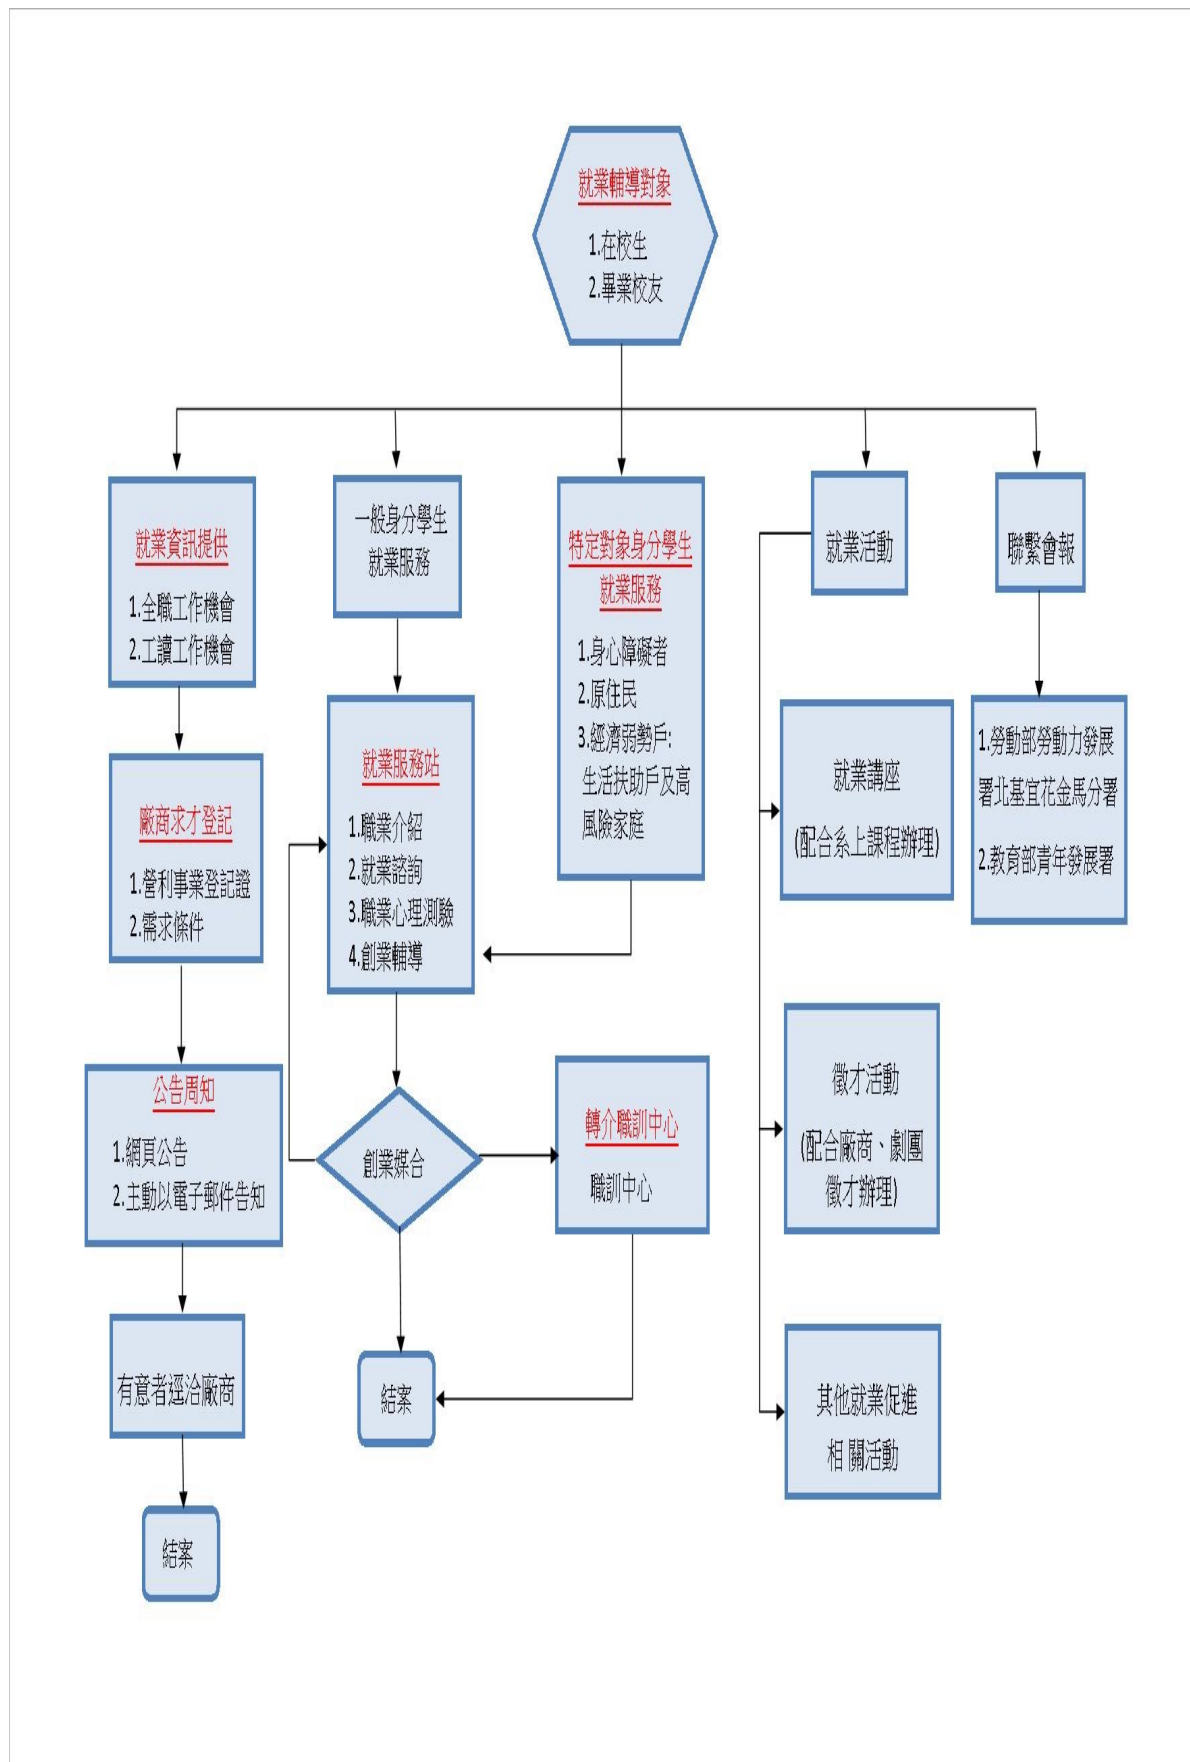 就業輔導對象
1.在校生
2.畢業校友
就業資訊提供
1.全職工作機會
2.工讀工作機會
廠商求才登記
1.營利事業登記證
2.需求條件
公告周知
1.網頁公告
2.主動以電子郵件告知
有意者逕洽廠商
結案
一般身分學生
就業服務
就業服務站
1.職業介紹
2.就業諮詢
3.職業心理測驗
4.創業輔導
創業媒合
結案
特定對象身分學生
就業服務
1.身心障礙者
2.原住民
3.經濟弱勢戶:
生活扶助戶及高
風險家庭
轉介職訓中心
職訓中心
就業活動
就業講座
(配合系上課程辦理)
徵才活動
(配合廠商、劇團
徵才辦理)
其他就業促進
相 關活動
聯繫會報
1.勞動部勞動力發展
署北基宜花金馬分署
2.教育部青年發展署